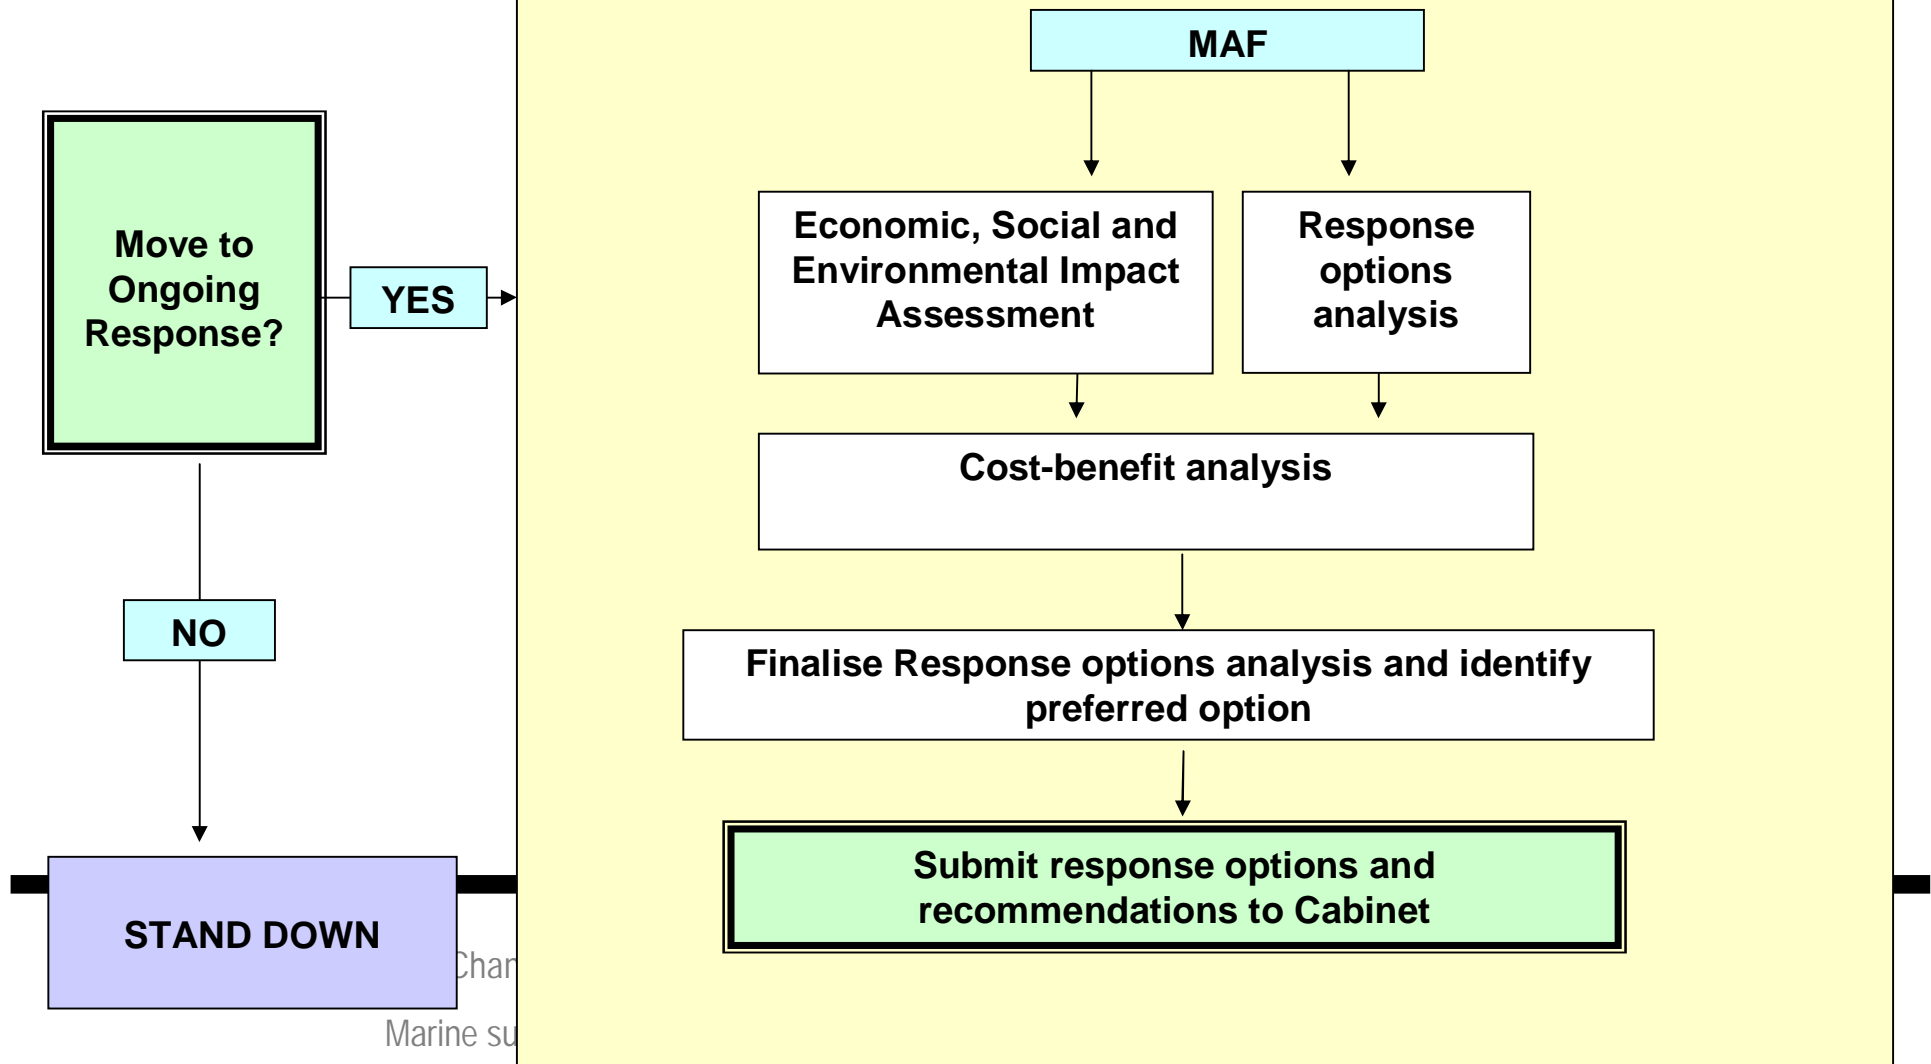 MAF
Move to
Ongoing
Response?
YES
Economic, Social and
Environmental Impact
Assessment
Response
options
analysis
Cost-benefit analysis
NO
Finalise Response options analysis and identify
preferred option
Submit response options and
recommendations to Cabinet
STAND DOWN
Marine